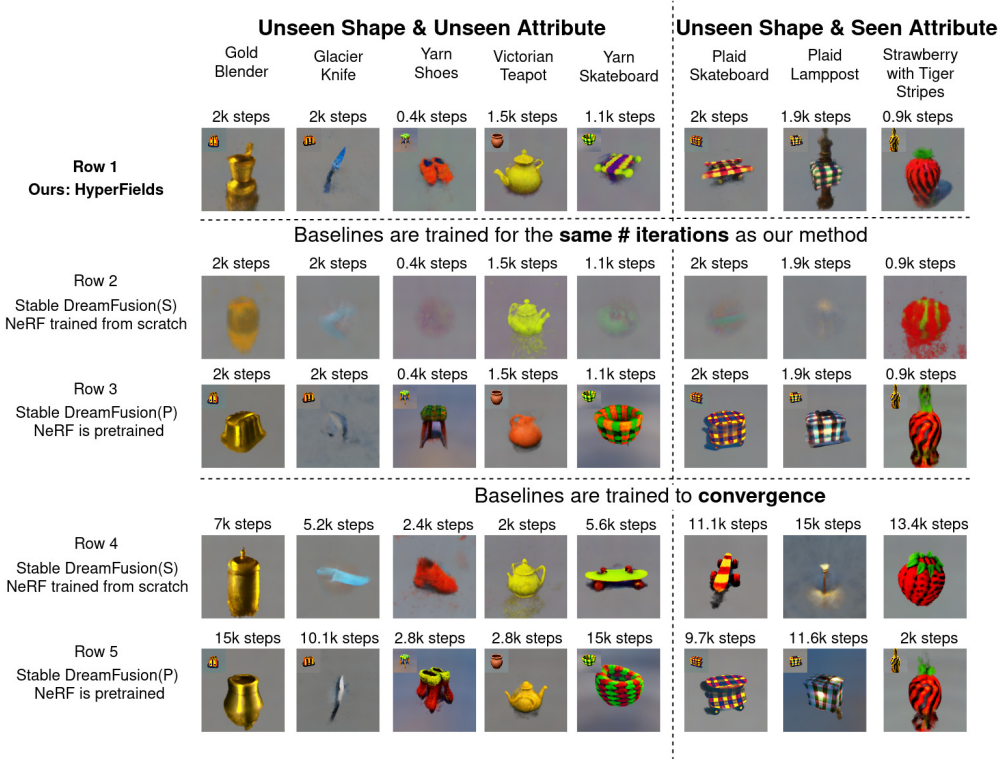 Unseen Shape & Unseen Attribute
Unseen Shape & Seen Attribute
Gold
Blender
Glacier
Knife
Yarn
Shoes
Victorian
Teapot
Yarn
Skateboard
Plaid
Skateboard
Plaid
Lamppost
Strawberry
with Tiger
Stripes
2k steps 2k steps 0.4k steps 1.5k steps 1.1k steps 2k steps 1.9k steps 0.9k steps
Row 1
Ours: HyperFields
Baselines are trained for the same # iterations as our method
2k steps 2k steps 0.4k steps 1.5k steps 1.1k steps 2k steps 1.9k steps 0.9k steps
Row 2
Stable DreamFusion(S)
NeRF trained from scratch
2k steps 2k steps 0.4k steps 1.5k steps 1.1k steps 2k steps 1.9k steps 0.9k steps
Row 3
Stable DreamFusion(P)
NeRF is pretrained
Baselines are trained to convergence
7k steps 5.2k steps 2.4k steps 2k steps 5.6k steps 11.1k steps 15k steps 13.4k steps
Row 4
Stable DreamFusion(S)
NeRF trained from scratch
15k steps 10.1k steps 2.8k steps 2.8k steps 15k steps 9.7k steps 11.6k steps 2k steps
Row 5
Stable DreamFusion(P)
NeRF is pretrained